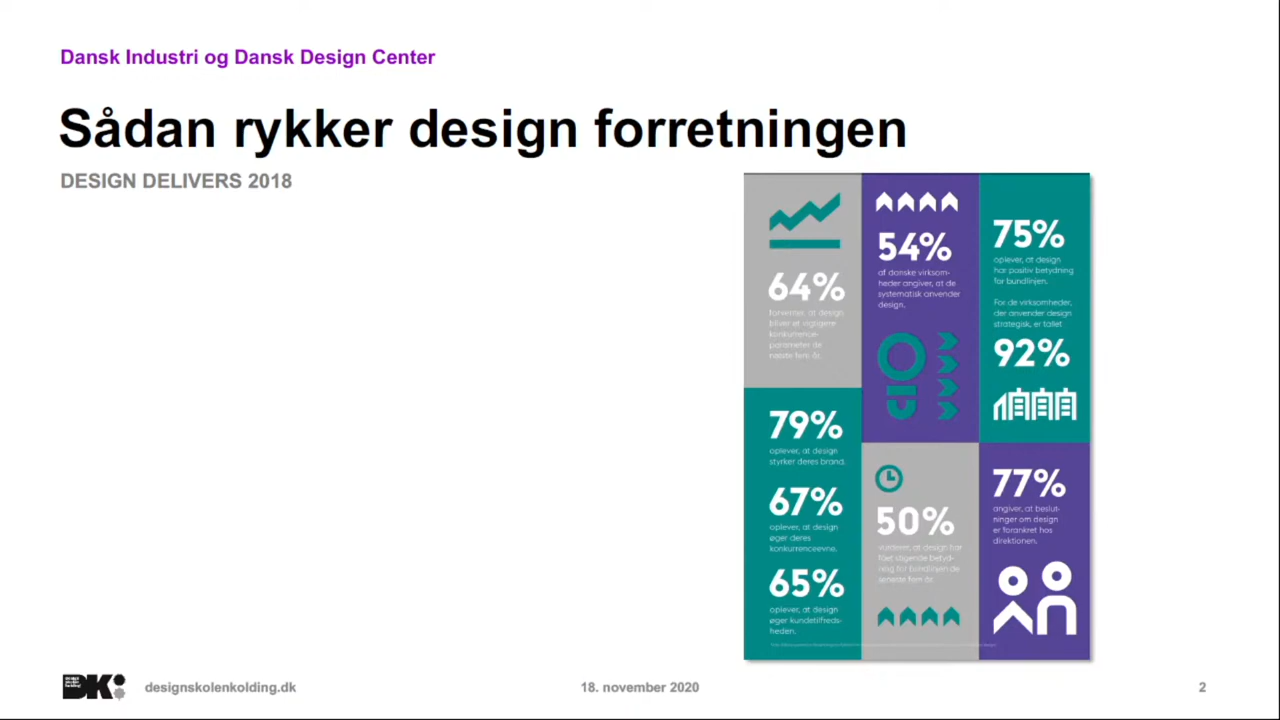 Dansk Industri og Dansk Design Center
Sådan rykker design forretningen
DESIGN DELIVERS 2018
64%
forventer, at design
bliver et vigtigere
konkurrence-
parameter de
næste fem år.
79%
oplever, at design
styrker deres brand.
67%
oplever, at design
øger deres
konkurrenceevne.
65%
oplever, at design
øger kundetilfreds-
heden.
54%
af danske virksom-
heder angiver, at de
systematisk anvender
design.
50%
vurderer, at design har
fået stigende betyd-
ning for bundlinjen de
seneste fem år.
75%
oplever, at design
har positiv betydning
for bundlinjen.
For de virksomheder,
der anvender design
strategisk, er tallet
92%
77%
angiver, at beslut-
ninger om design
er forankret hos
direktionen.
DK:
designskolenkolding.dk
18. november 2020
2